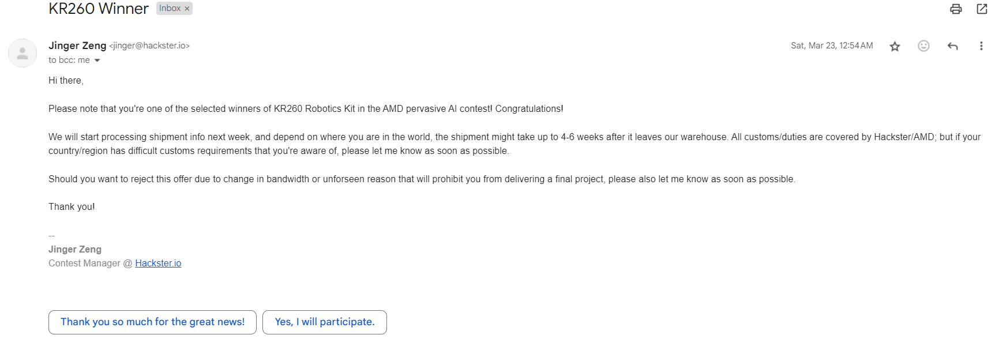 KR260 Winner Inbox ×
Jinger Zeng <jinger@hackster.io> Sat, Mar 23, 12:54 AM
to bcc: me
Hi there,
Please note that you're one of the selected winners of KR260 Robotics Kit in the AMD pervasive AI contest! Congratulations!
We will start processing shipment info next week, and depend on where you are in the world, the shipment might take up to 4-6 weeks after it leaves our warehouse. All customs/duties are covered by Hackster/AMD; but if your
country/region has difficult customs requirements that you're aware of, please let me know as soon as possible.
Should you want to reject this offer due to change in bandwidth or unforseen reason that will prohibit you from delivering a final project, please also let me know as soon as possible.
Thank you!
--
Jinger Zeng
Contest Manager @ Hackster.io
Thank you so much for the great news! Yes, I will participate.